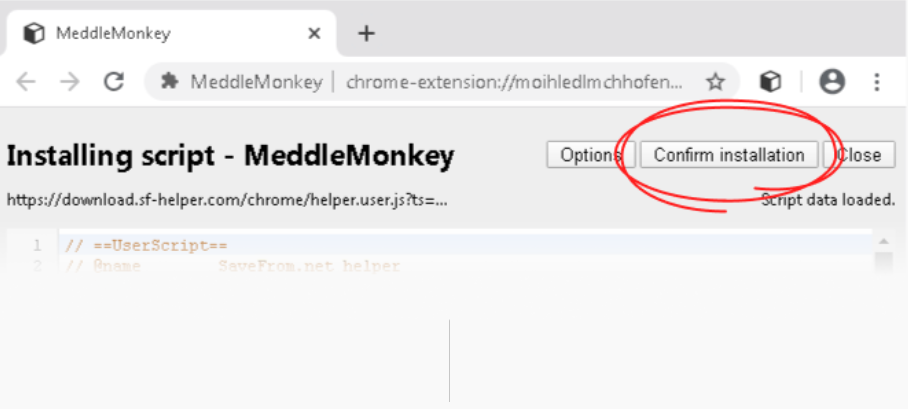 MeddleMonkey
MeddleMonkey | chrome-extension://moihledlmchhofen...
Installing script - MeddleMonkey
Options Confirm installation Close
https://download.sf-helper.com/chrome/helper.user.js?ts=...
Script data loaded.
1 // ==UserScript==
2 // @name SaveFrom.net helper